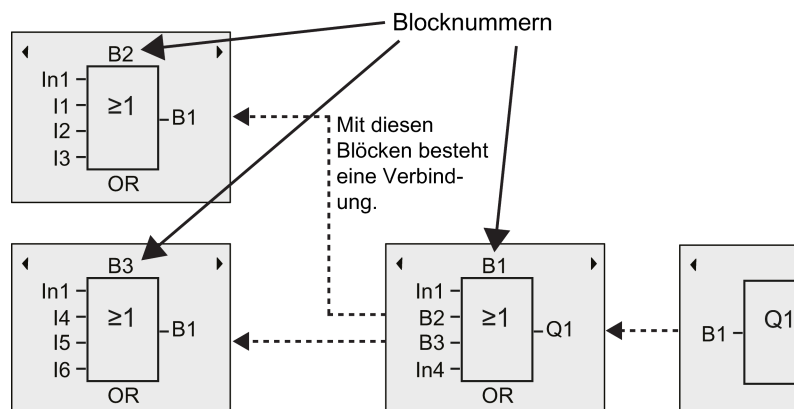 Blocknummern
B2
In1
I1
I2
I3
≥1
B1
OR
Mit diesen
Blöcken besteht
eine Verbind-
ung.
B3
In1
I4
I5
I6
≥1
B1
OR
B1
In1
B2
B3
In4
≥1
Q1
OR
B1
Q1